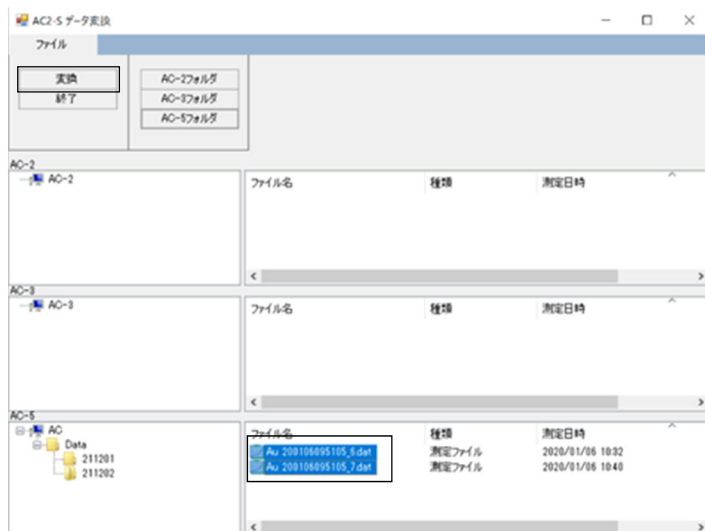 AC2-S データ変換
ファイル
変換
終了
AC-2フォルダ
AC-3フォルダ
AC-5フォルダ
AC-2
AC-2
ファイル名 種類 測定日時
AC-3
AC-3
ファイル名 種類 測定日時
AC-5
AC
Data
211201
211202
ファイル名 種類 測定日時
Au 200106095105_6.dat 測定ファイル 2020/01/06 10:32
Au 200106095105_7.dat 測定ファイル 2020/01/06 10:40